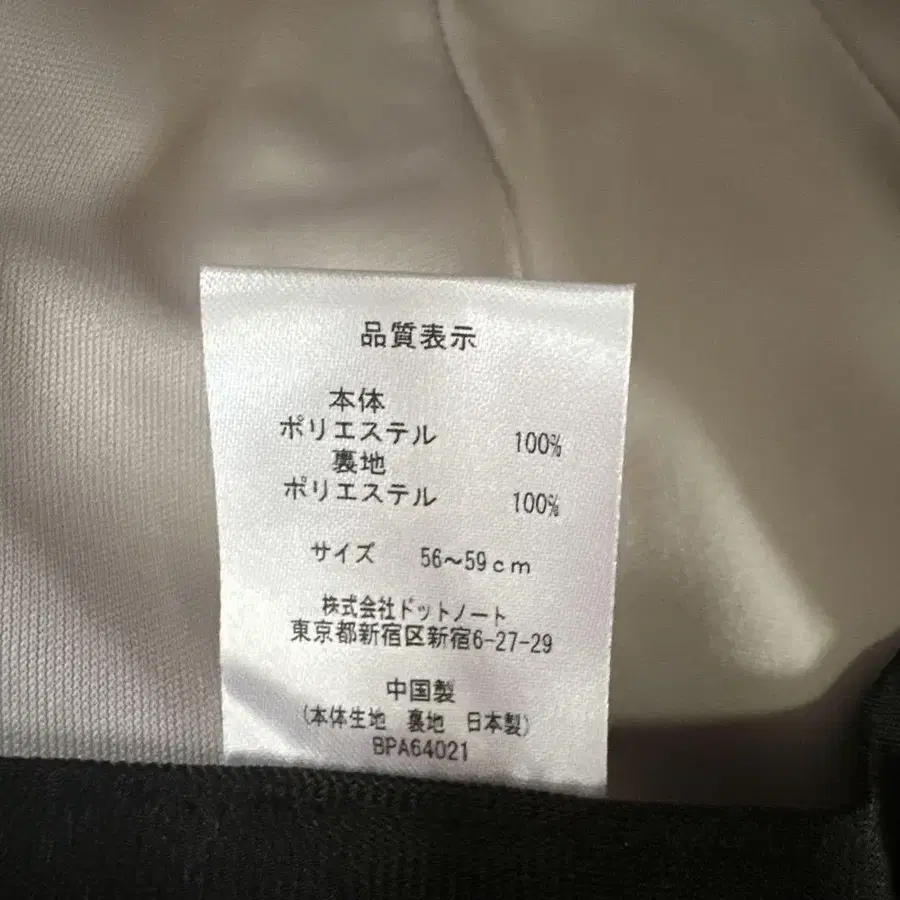 品質表示
本体
ポリエステル 100%
裏地
ポリエステル 100%
サイズ 56～59cm
株式会社ドットノート
東京都新宿区新宿6-27-29
中国製
(本体生地 裏地 日本製)
BPA64021